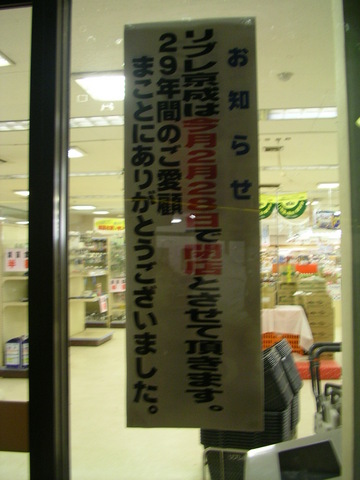 お知らせ
リブレ京成は今月2月28日で閉店とさせて頂きます。
29年間のご愛顧
まことにありがとうございました。